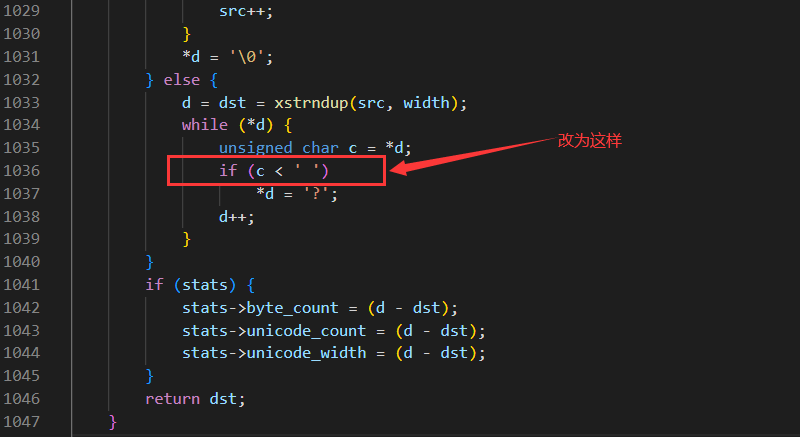 1029 src++;
1030 }
1031 *d = '\0';
1032 } else {
1033 d = dst = xstrndup(src, width);
1034 while (*d) {
1035 unsigned char c = *d;
改为这样
1036 if (c < ' ')
1037 *d = '?';
1038 d++;
1039 }
1040 }
1041 if (stats) {
1042 stats->byte_count = (d - dst);
1043 stats->unicode_count = (d - dst);
1044 stats->unicode_width = (d - dst);
1045 }
1046 return dst;
1047 }